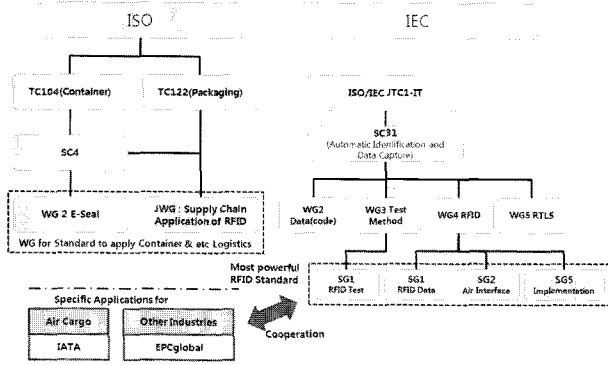 ISO
IEC
TC104(Container)
TC122(Packaging)
ISO/IEC JTC1-IT
SC4
SC31
(Automatic Identification and
Data Capture)
WG 2 E-Seal
JWG : Supply Chain
Application of RFID
WG for Standard to apply Container & etc Logistics
WG2
Data(code)
WG3 Test
Method
WG4 RFID
WG5 RTLS
Most powerful
RFID Standard
SG1
RFID Test
SG1
RFID Data
SG2
Air Interface
SG5
Implementation
Specific Applications for
Air Cargo
Other Industries
IATA
EPCglobal
Cooperation